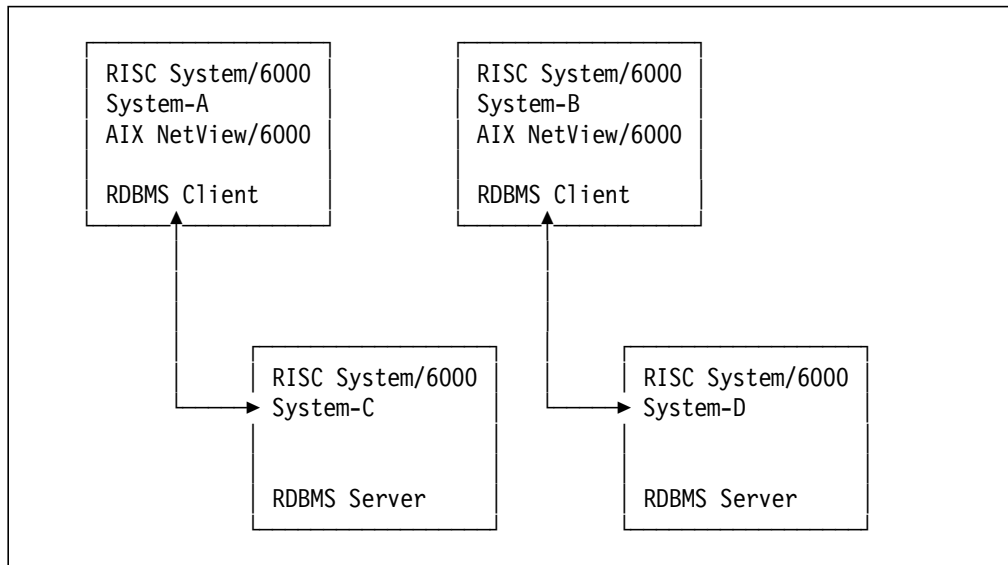 RISC System/6000
System-A
AIX NetView/6000
RDBMS Client
RISC System/6000
System-B
AIX NetView/6000
RDBMS Client
RISC System/6000
System-C
RDBMS Server
RISC System/6000
System-D
RDBMS Server